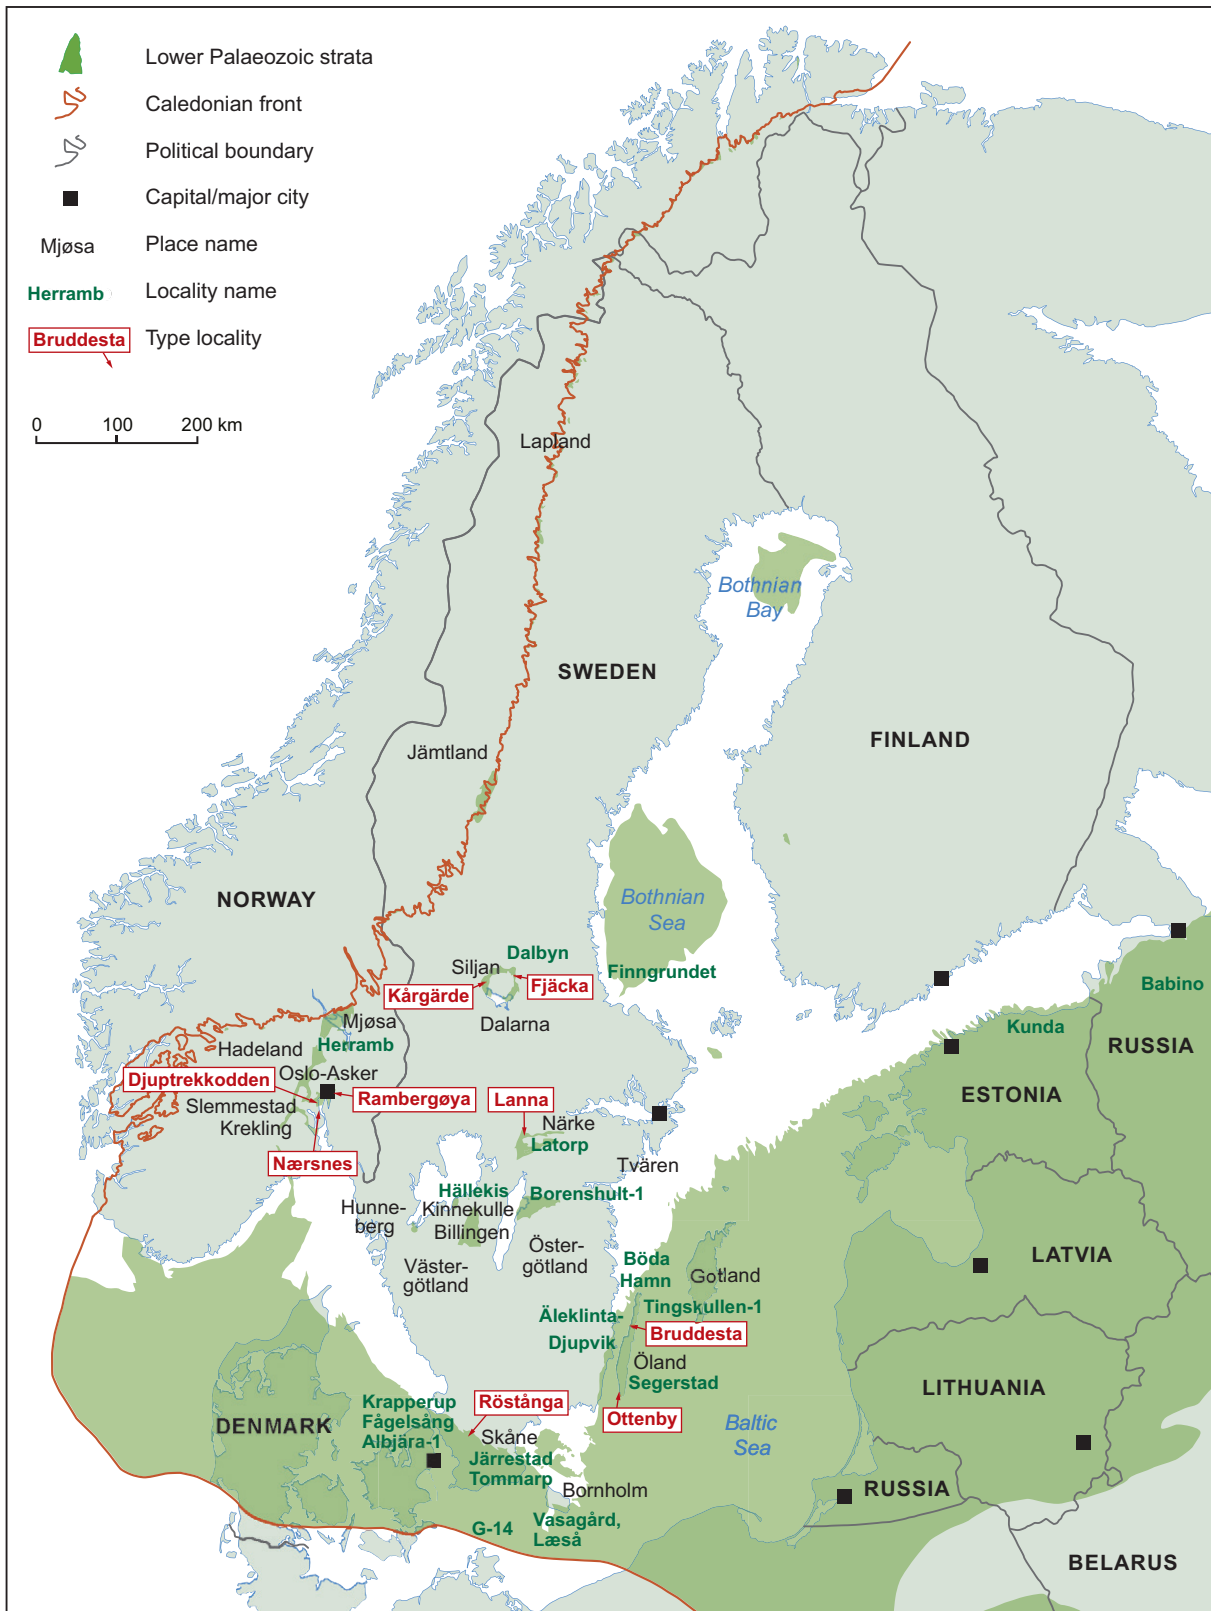 Lower Palaeozoic strata
Caledonian front
Political boundary
Capital/major city
Mjøsa
Place name
Herramb
Locality name
Bruddesta
Type locality
0
100
200 km
Lapland
Bothnian
Bay
SWEDEN
FINLAND
Jämtland
NORWAY
Bothnian
Sea
Dalbyn
Siljan
Finngrundet
Fjäcka
Kårgärde
Babino
Dalarna
Mjøsa
Kunda
Herramb
Hadeland
RUSSIA
Oslo-Asker
Djuptrekkodden
ESTONIA
Rambergøya
Lanna
Slemmestad
Krekling
Närke
Latorp
Nærsnes
Tvären
Hällekis
Borenshult-1
Hunne-
berg
Kinnekulle
Billingen
Öster-
götland
LATVIA
Väster-
götland
Böda
Hamn
Gotland
Tingskullen-1
Äleklinta-
Djupvik
Bruddesta
Öland
Segerstad
LITHUANIA
Krapperup
Fågelsång
Albjära-1
Röstånga
Ottenby
DENMARK
Baltic
Sea
Skåne
Järrestad
Tommarp
Bornholm
RUSSIA
G-14
Vasagård,
Læså
BELARUS